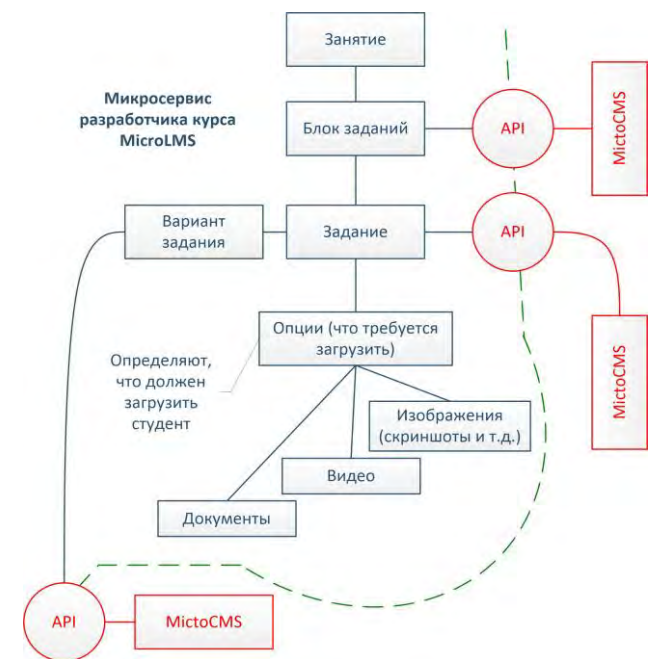 Занятие
Микросервис
разработчика курса
MicroLMS
Блок заданий
API
MictoCMS
Вариант
задания
Задание
API
MictoCMS
Опции (что требуется
загрузить)
Определяют,
что должен
загрузить
студент
Изображения
(скриншоты и т.д.)
Видео
Документы
API
MictoCMS